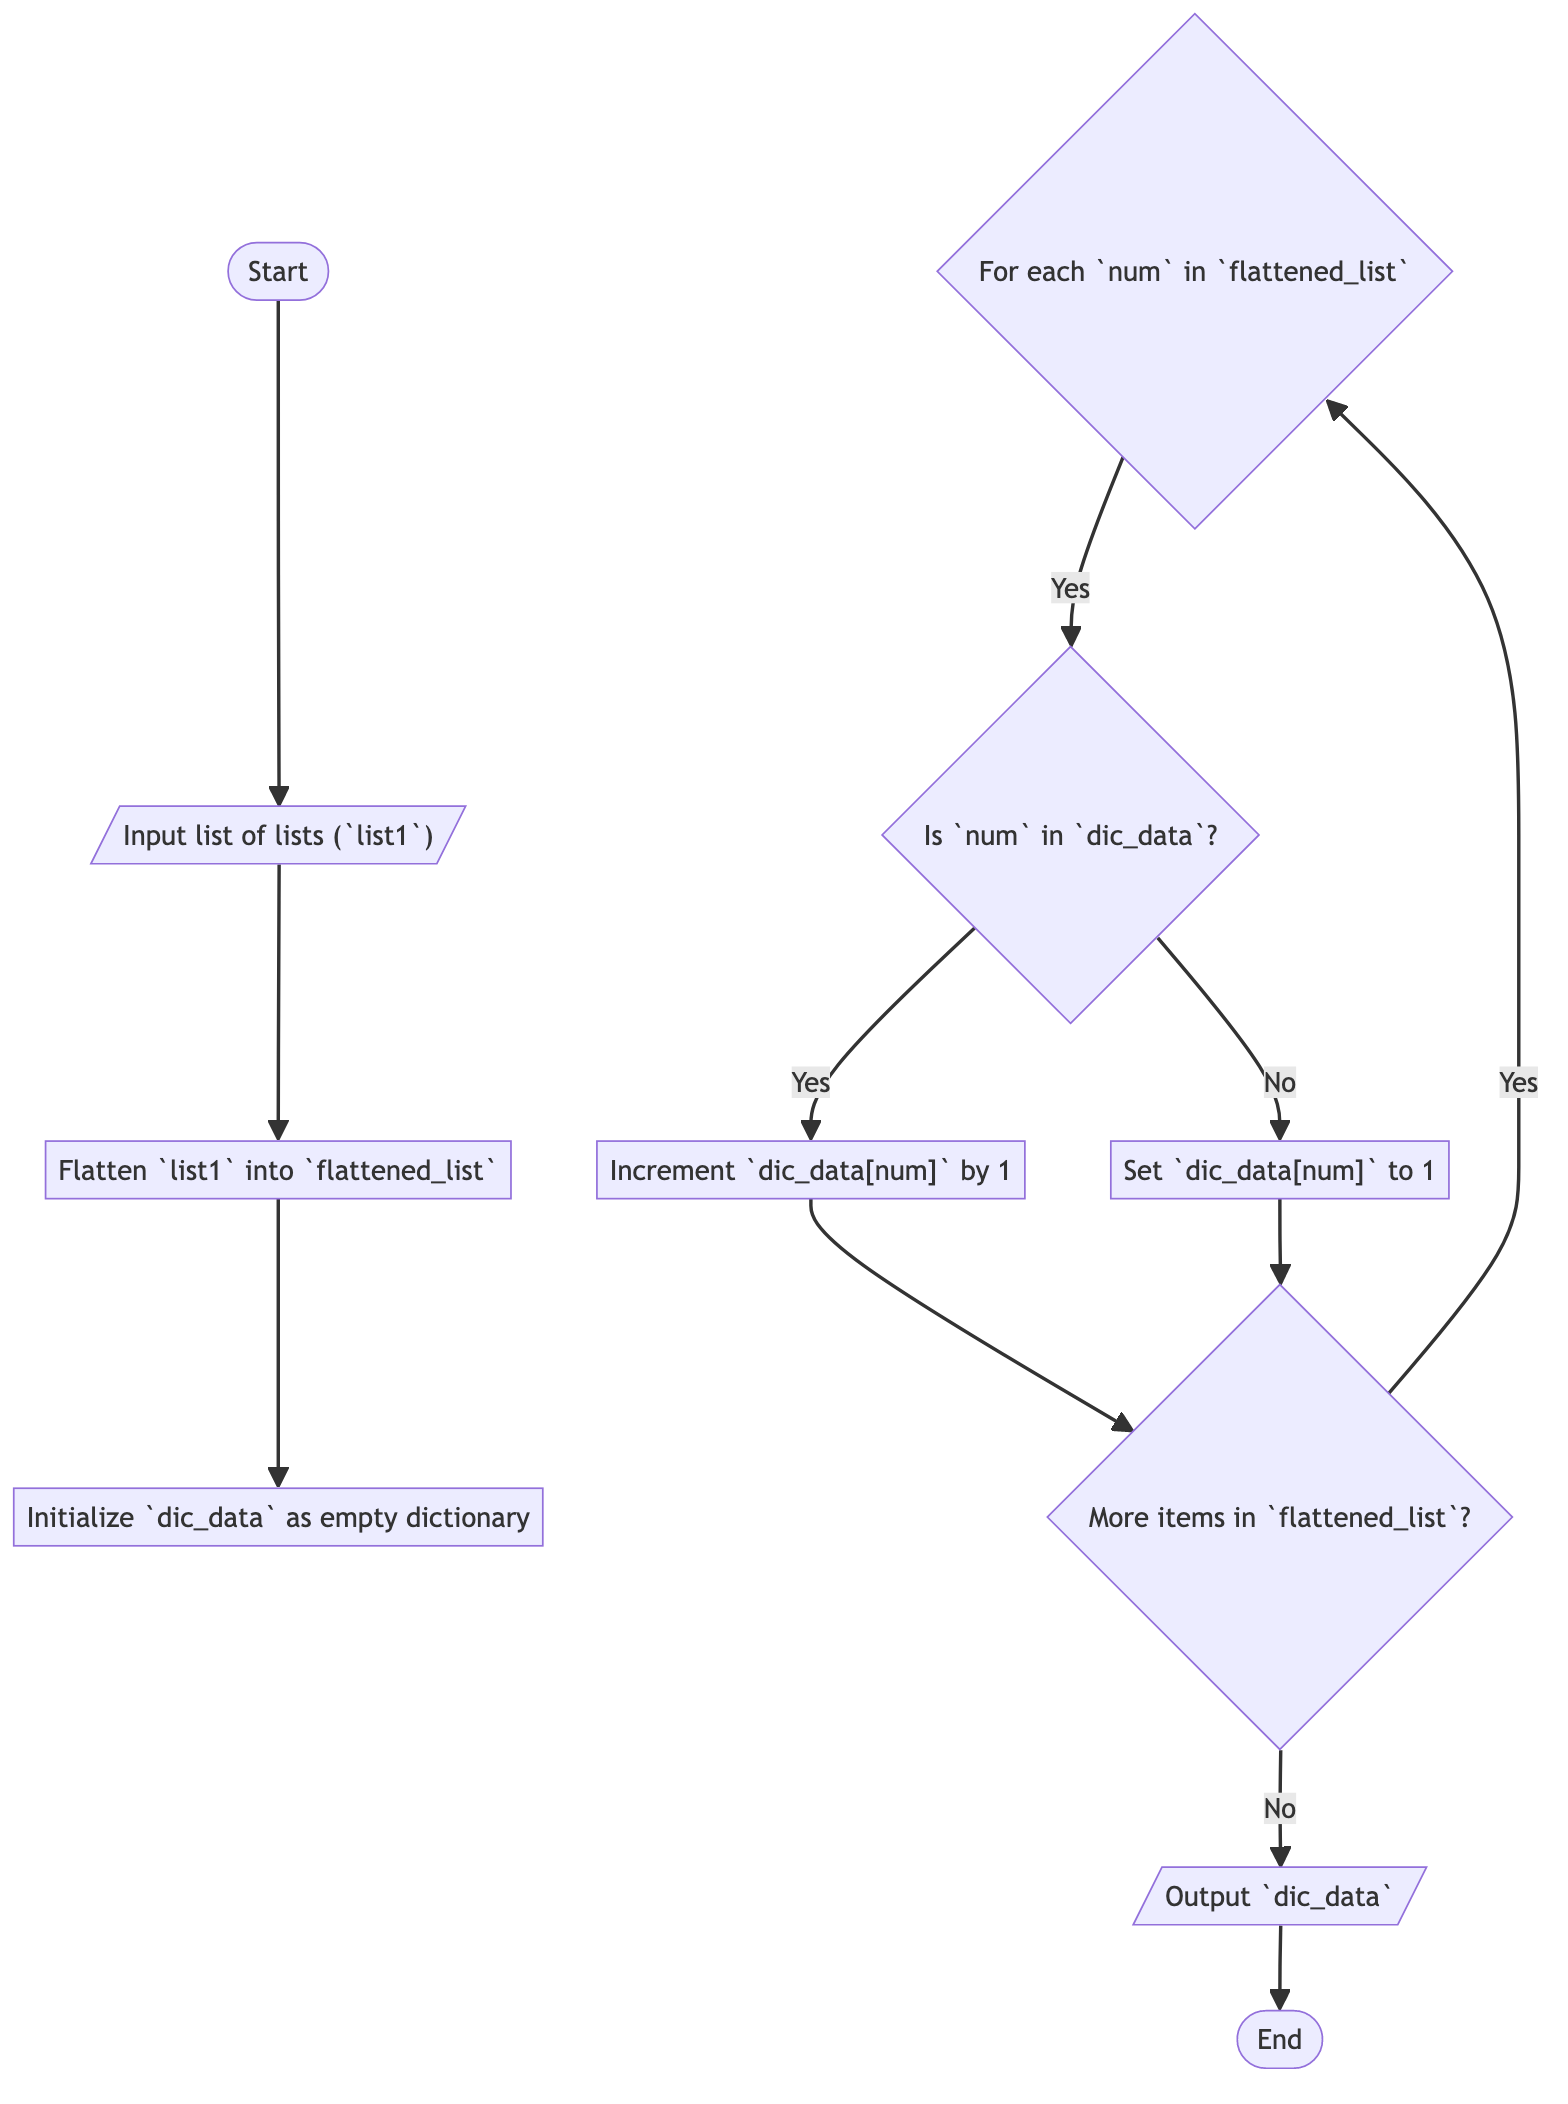 Start
Input list of lists (`list1`)
Flatten `list1` into `flattened_list`
Initialize `dic_data` as empty dictionary
For each `num` in `flattened_list`
Yes
Is `num` in `dic_data`?
Yes
No
Yes
Increment `dic_data[num]` by 1
Set `dic_data[num]` to 1
More items in `flattened_list`?
No
Output `dic_data`
End